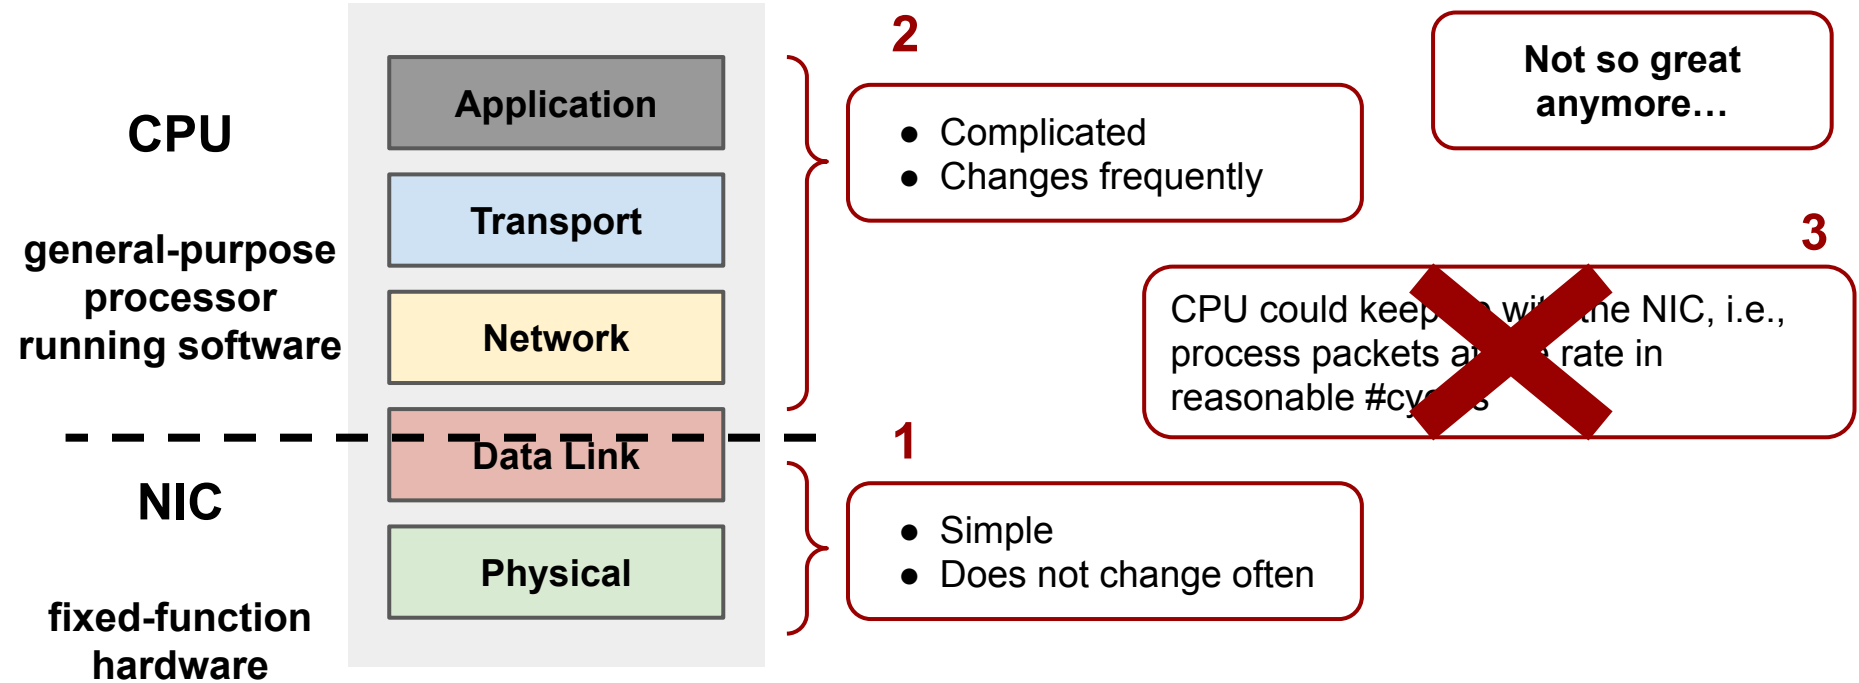 CPU
general-purpose
processor
running software
NIC
fixed-function
hardware
Application
Transport
Network
Data Link
Physical
2
● Complicated
● Changes frequently
1
● Simple
● Does not change often
Not so great
anymore…
3
CPU could keep with the NIC, i.e.,
process packets rate in
reasonable